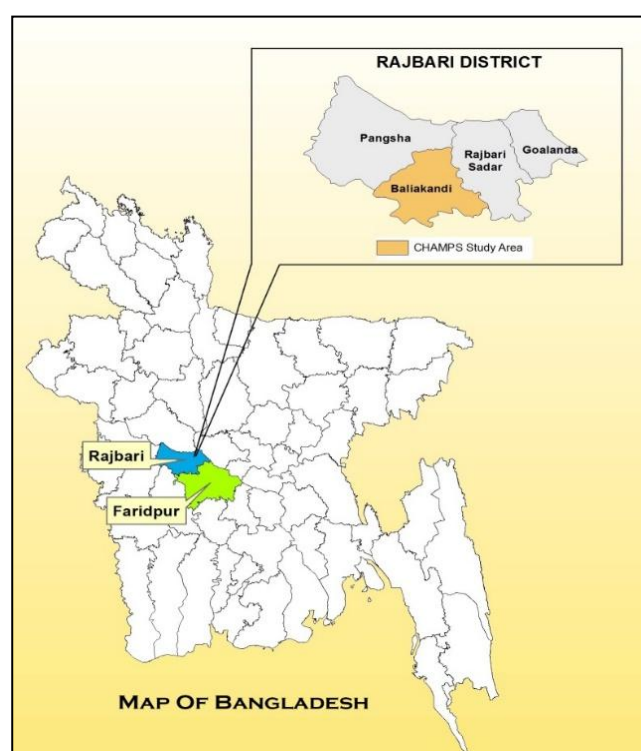 RAJBARI DISTRICT
Pangsha
Goalanda
Rajbari
Sadar
Baliakandi
CHAMPS Study Area
Rajbari
Faridpur
MAP OF BANGLADESH